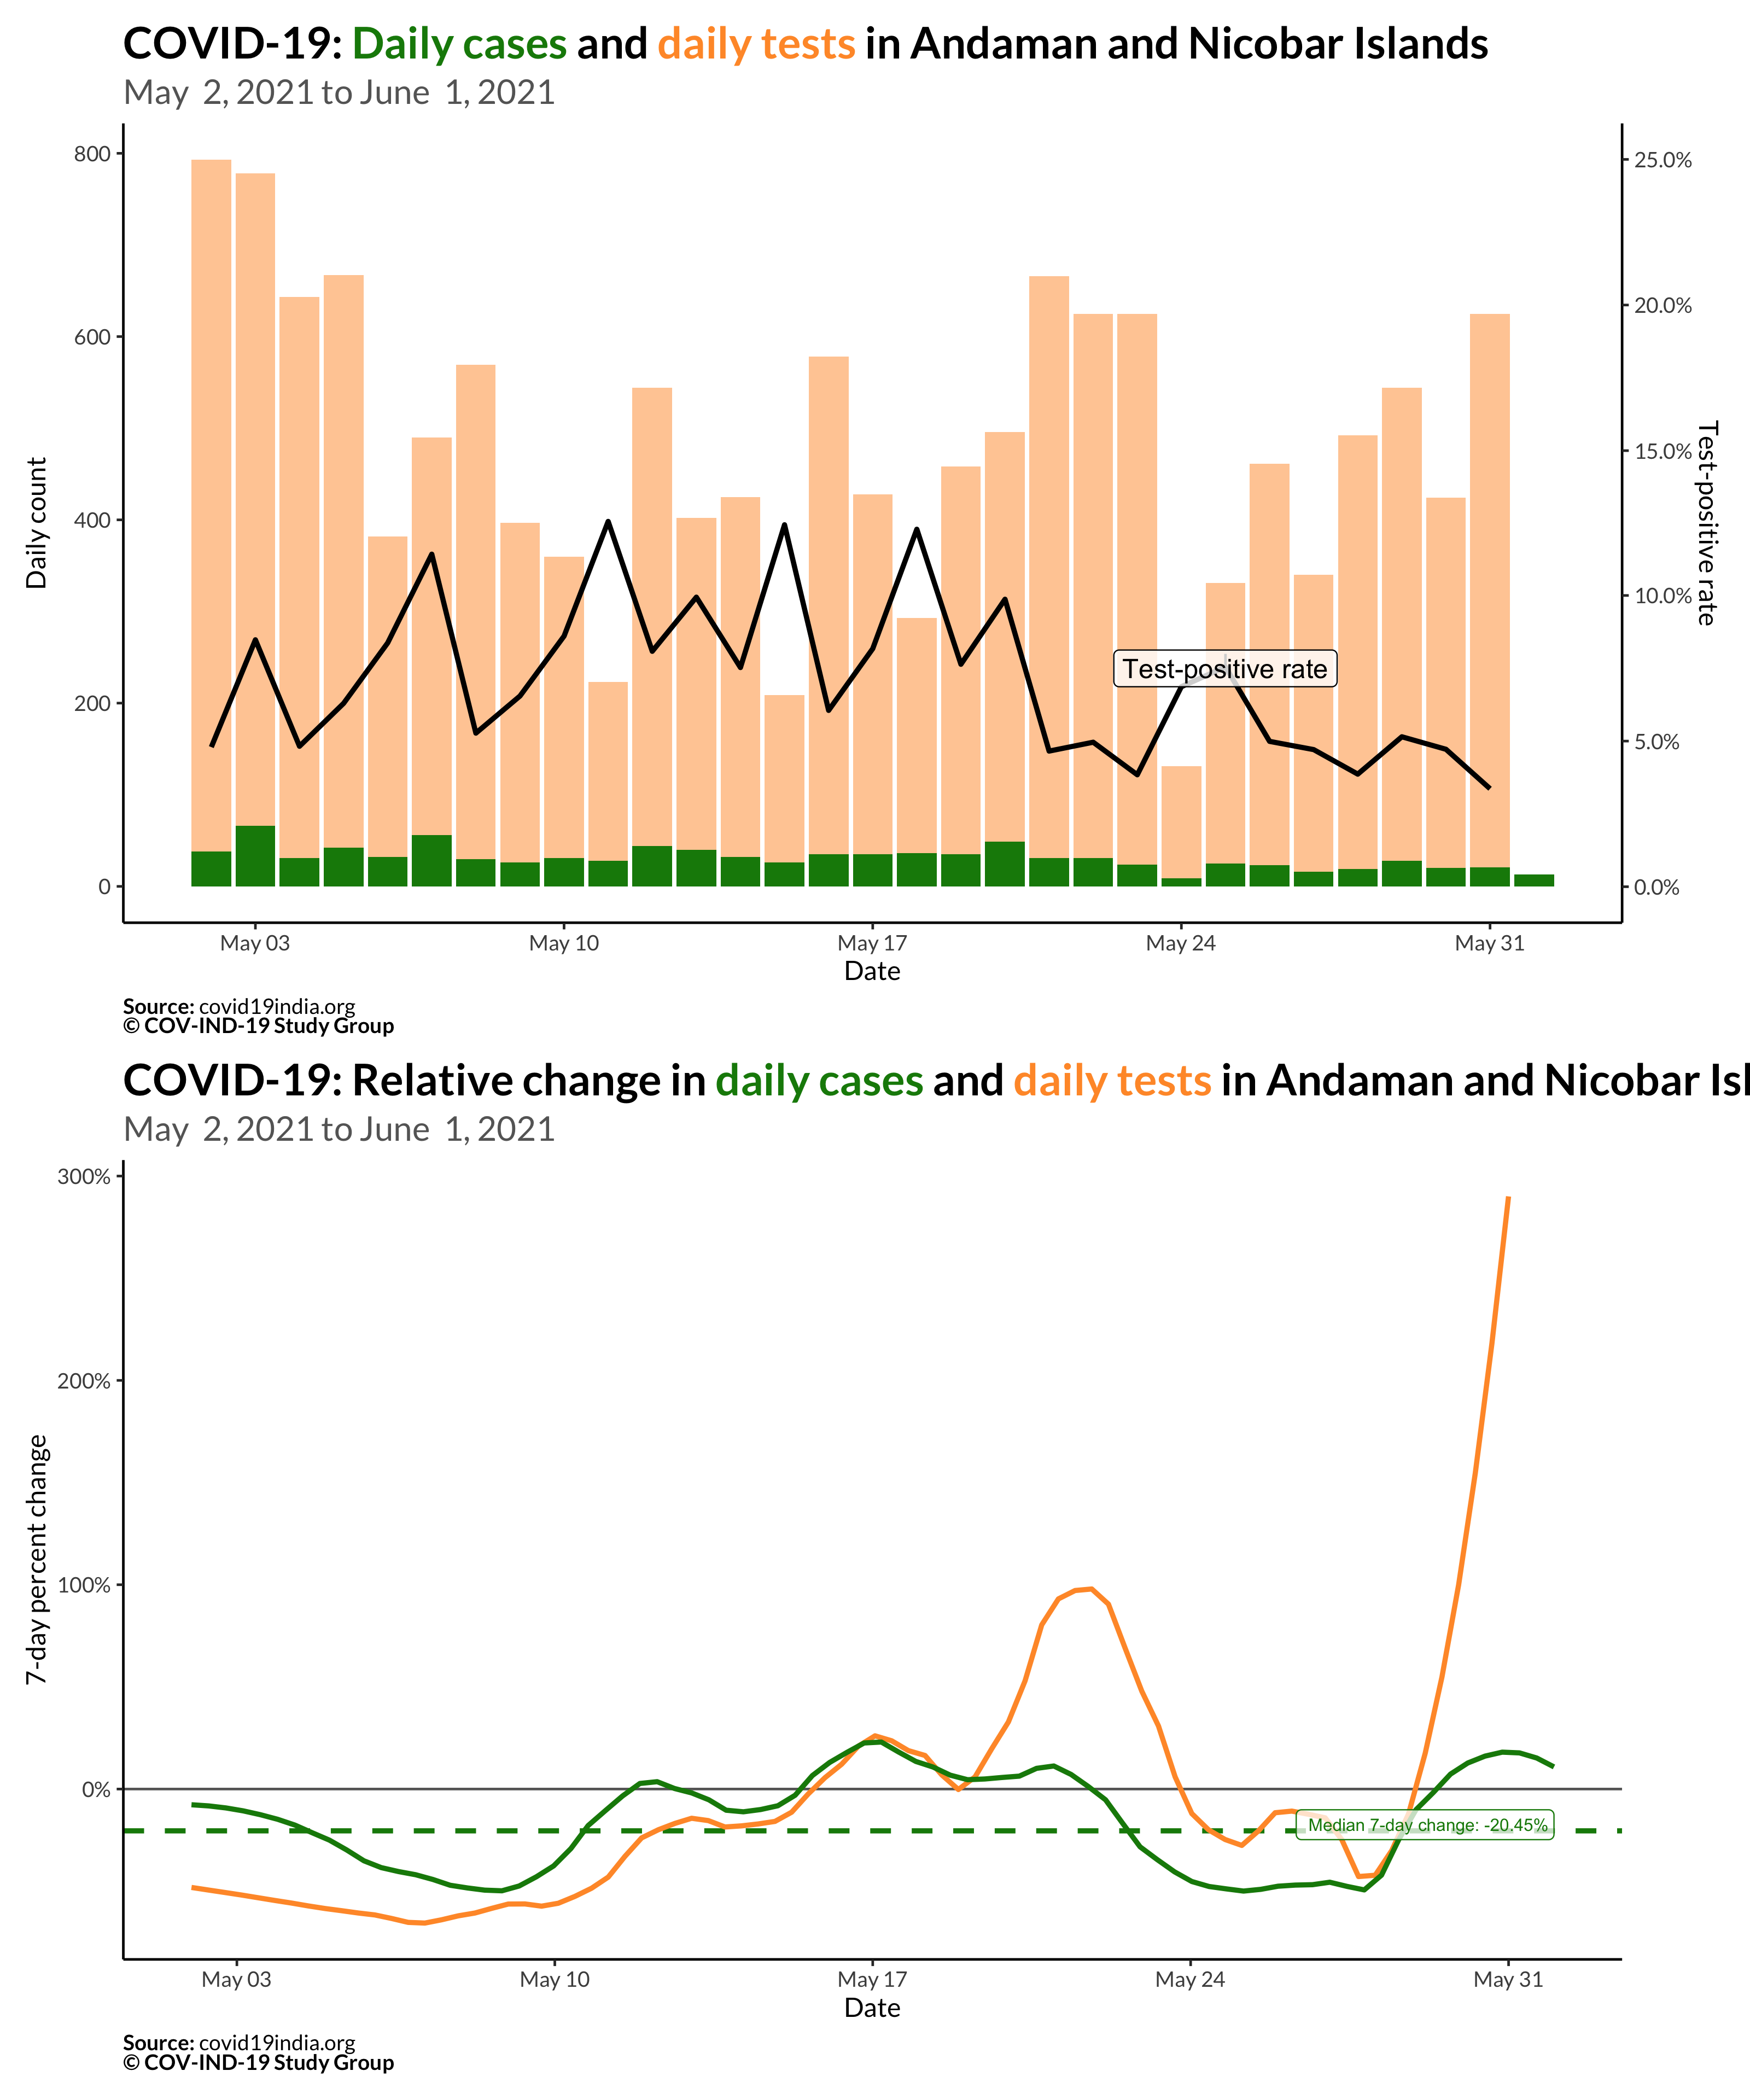 COVID-19: Daily cases and daily tests in Andaman and Nicobar Islands
May 2, 2021 to June 1, 2021
800
600
400
200
0
Daily count
25.0%
20.0%
15.0%
10.0%
5.0%
0.0%
Test-positive rate
Test-positive rate
May 03
May 10
May 17
May 24
May 31
Date
Source: covid19india.org
© COV-IND-19 Study Group
COVID-19: Relative change in daily cases and daily tests in Andaman and Nicobar Isl
May 2, 2021 to June 1, 2021
300%
200%
100%
0%
7-day percent change
Median 7-day change: -20.45%
May 03
May 10
May 17
May 24
May 31
Date
Source: covid19india.org
© COV-IND-19 Study Group